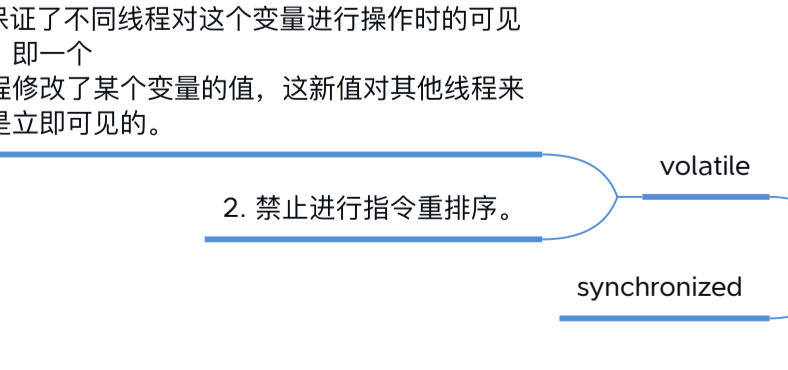 保证了不同线程对这个变量进行操作时的可见
，即一个
程修改了某个变量的值，这新值对其他线程来
是立即可见的。
volatile
2. 禁止进行指令重排序。
synchronized